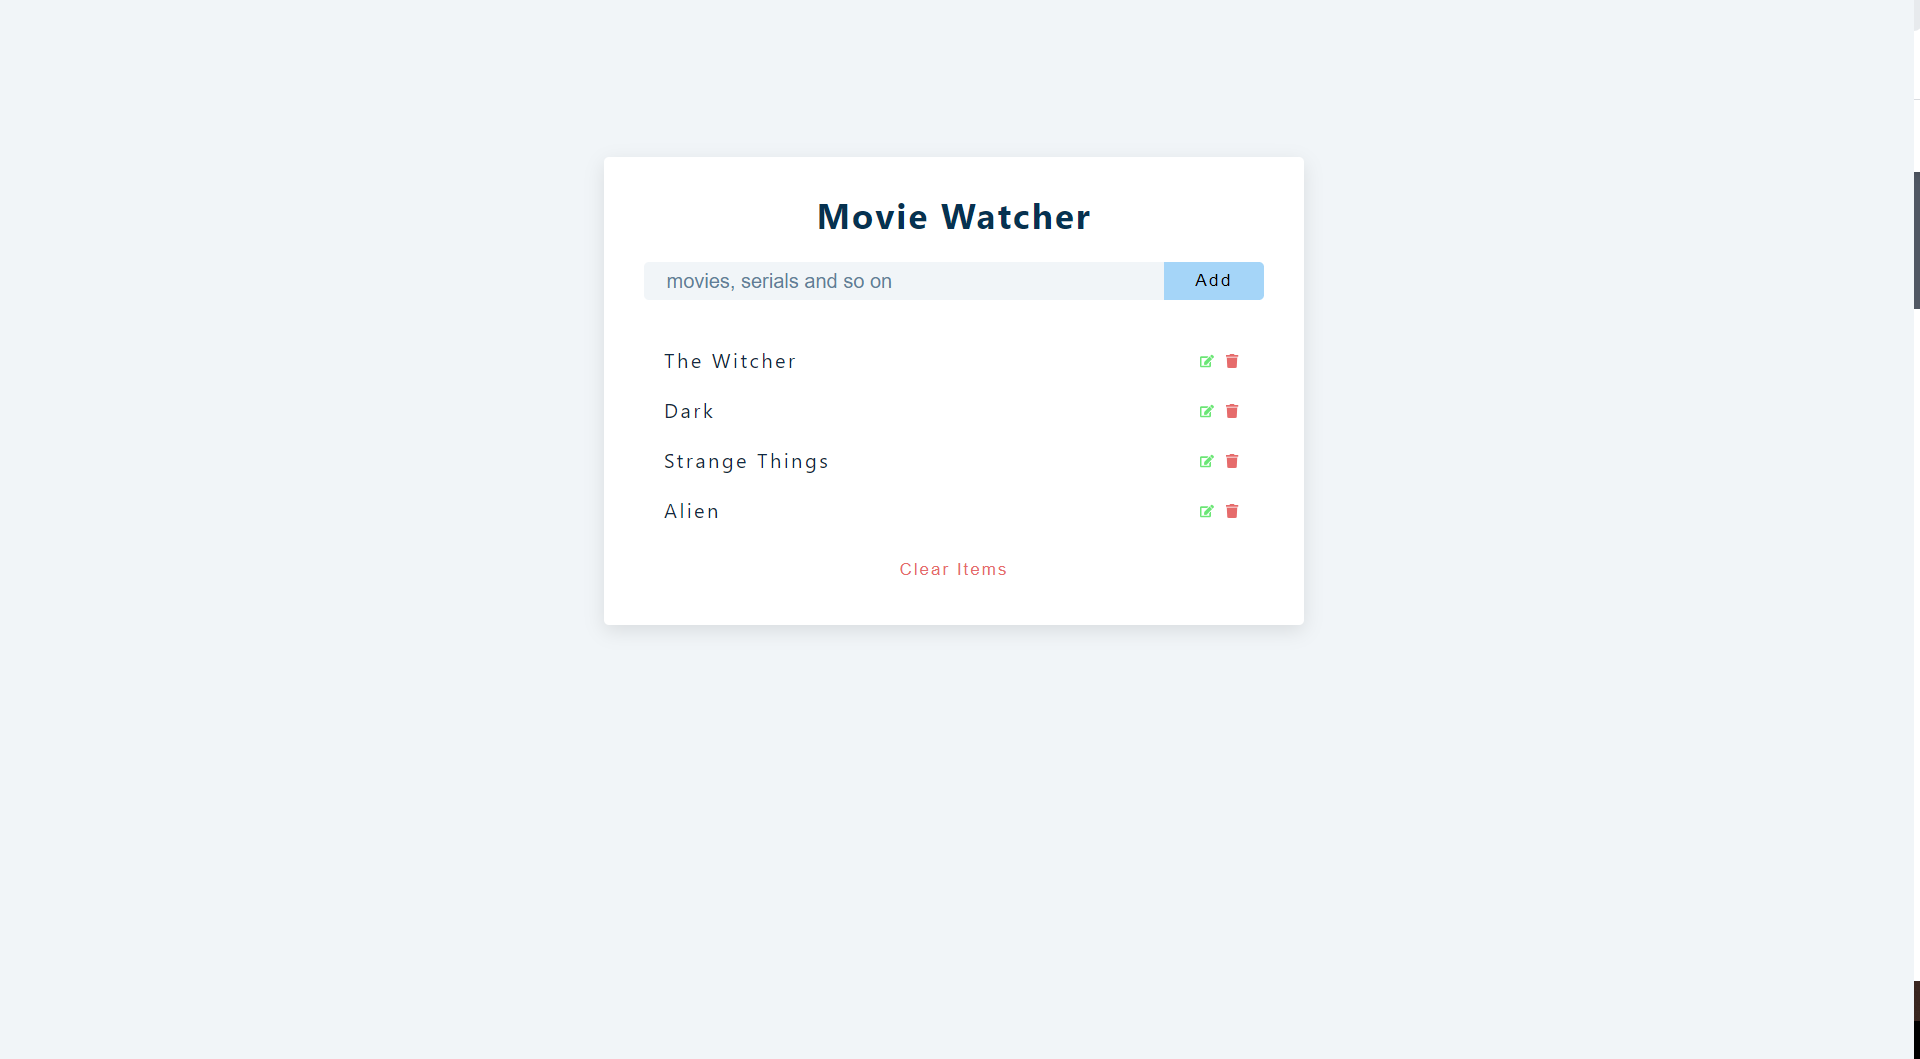 Movie Watcher
movies, serials and so on
Add
The Witcher
Dark
Strange Things
Alien
Clear Items